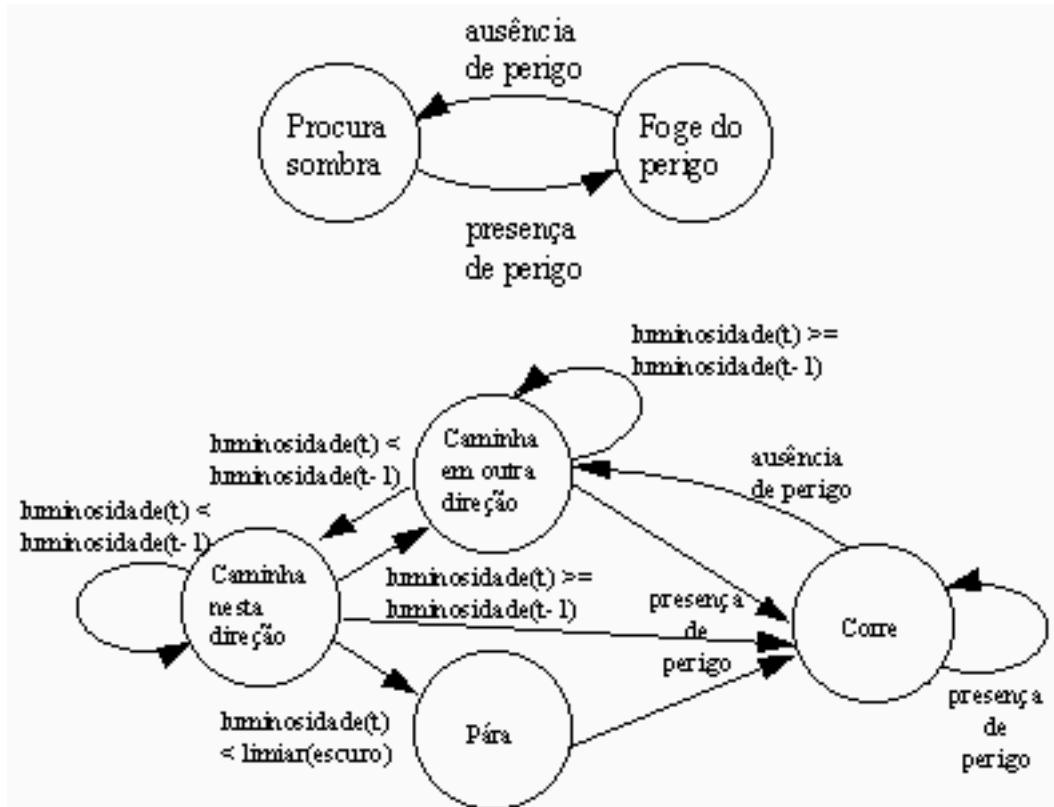 ausência
de perigo
Procura
sombra
Foge do
perigo
presença
de perigo
luminosidade(t) >=
luminosidade(t-1)
luminosidade(t) <
luminosidade(t-1)
Caminha
em outra
direção
ausência
de perigo
luminosidade(t) <
luminosidade(t-1)
Caminha
nesta
direção
luminosidade(t) >=
luminosidade(t-1)
presença
de
perigo
Corre
luminosidade(t)
< limiar(escuro)
Pára
presença
de
perigo